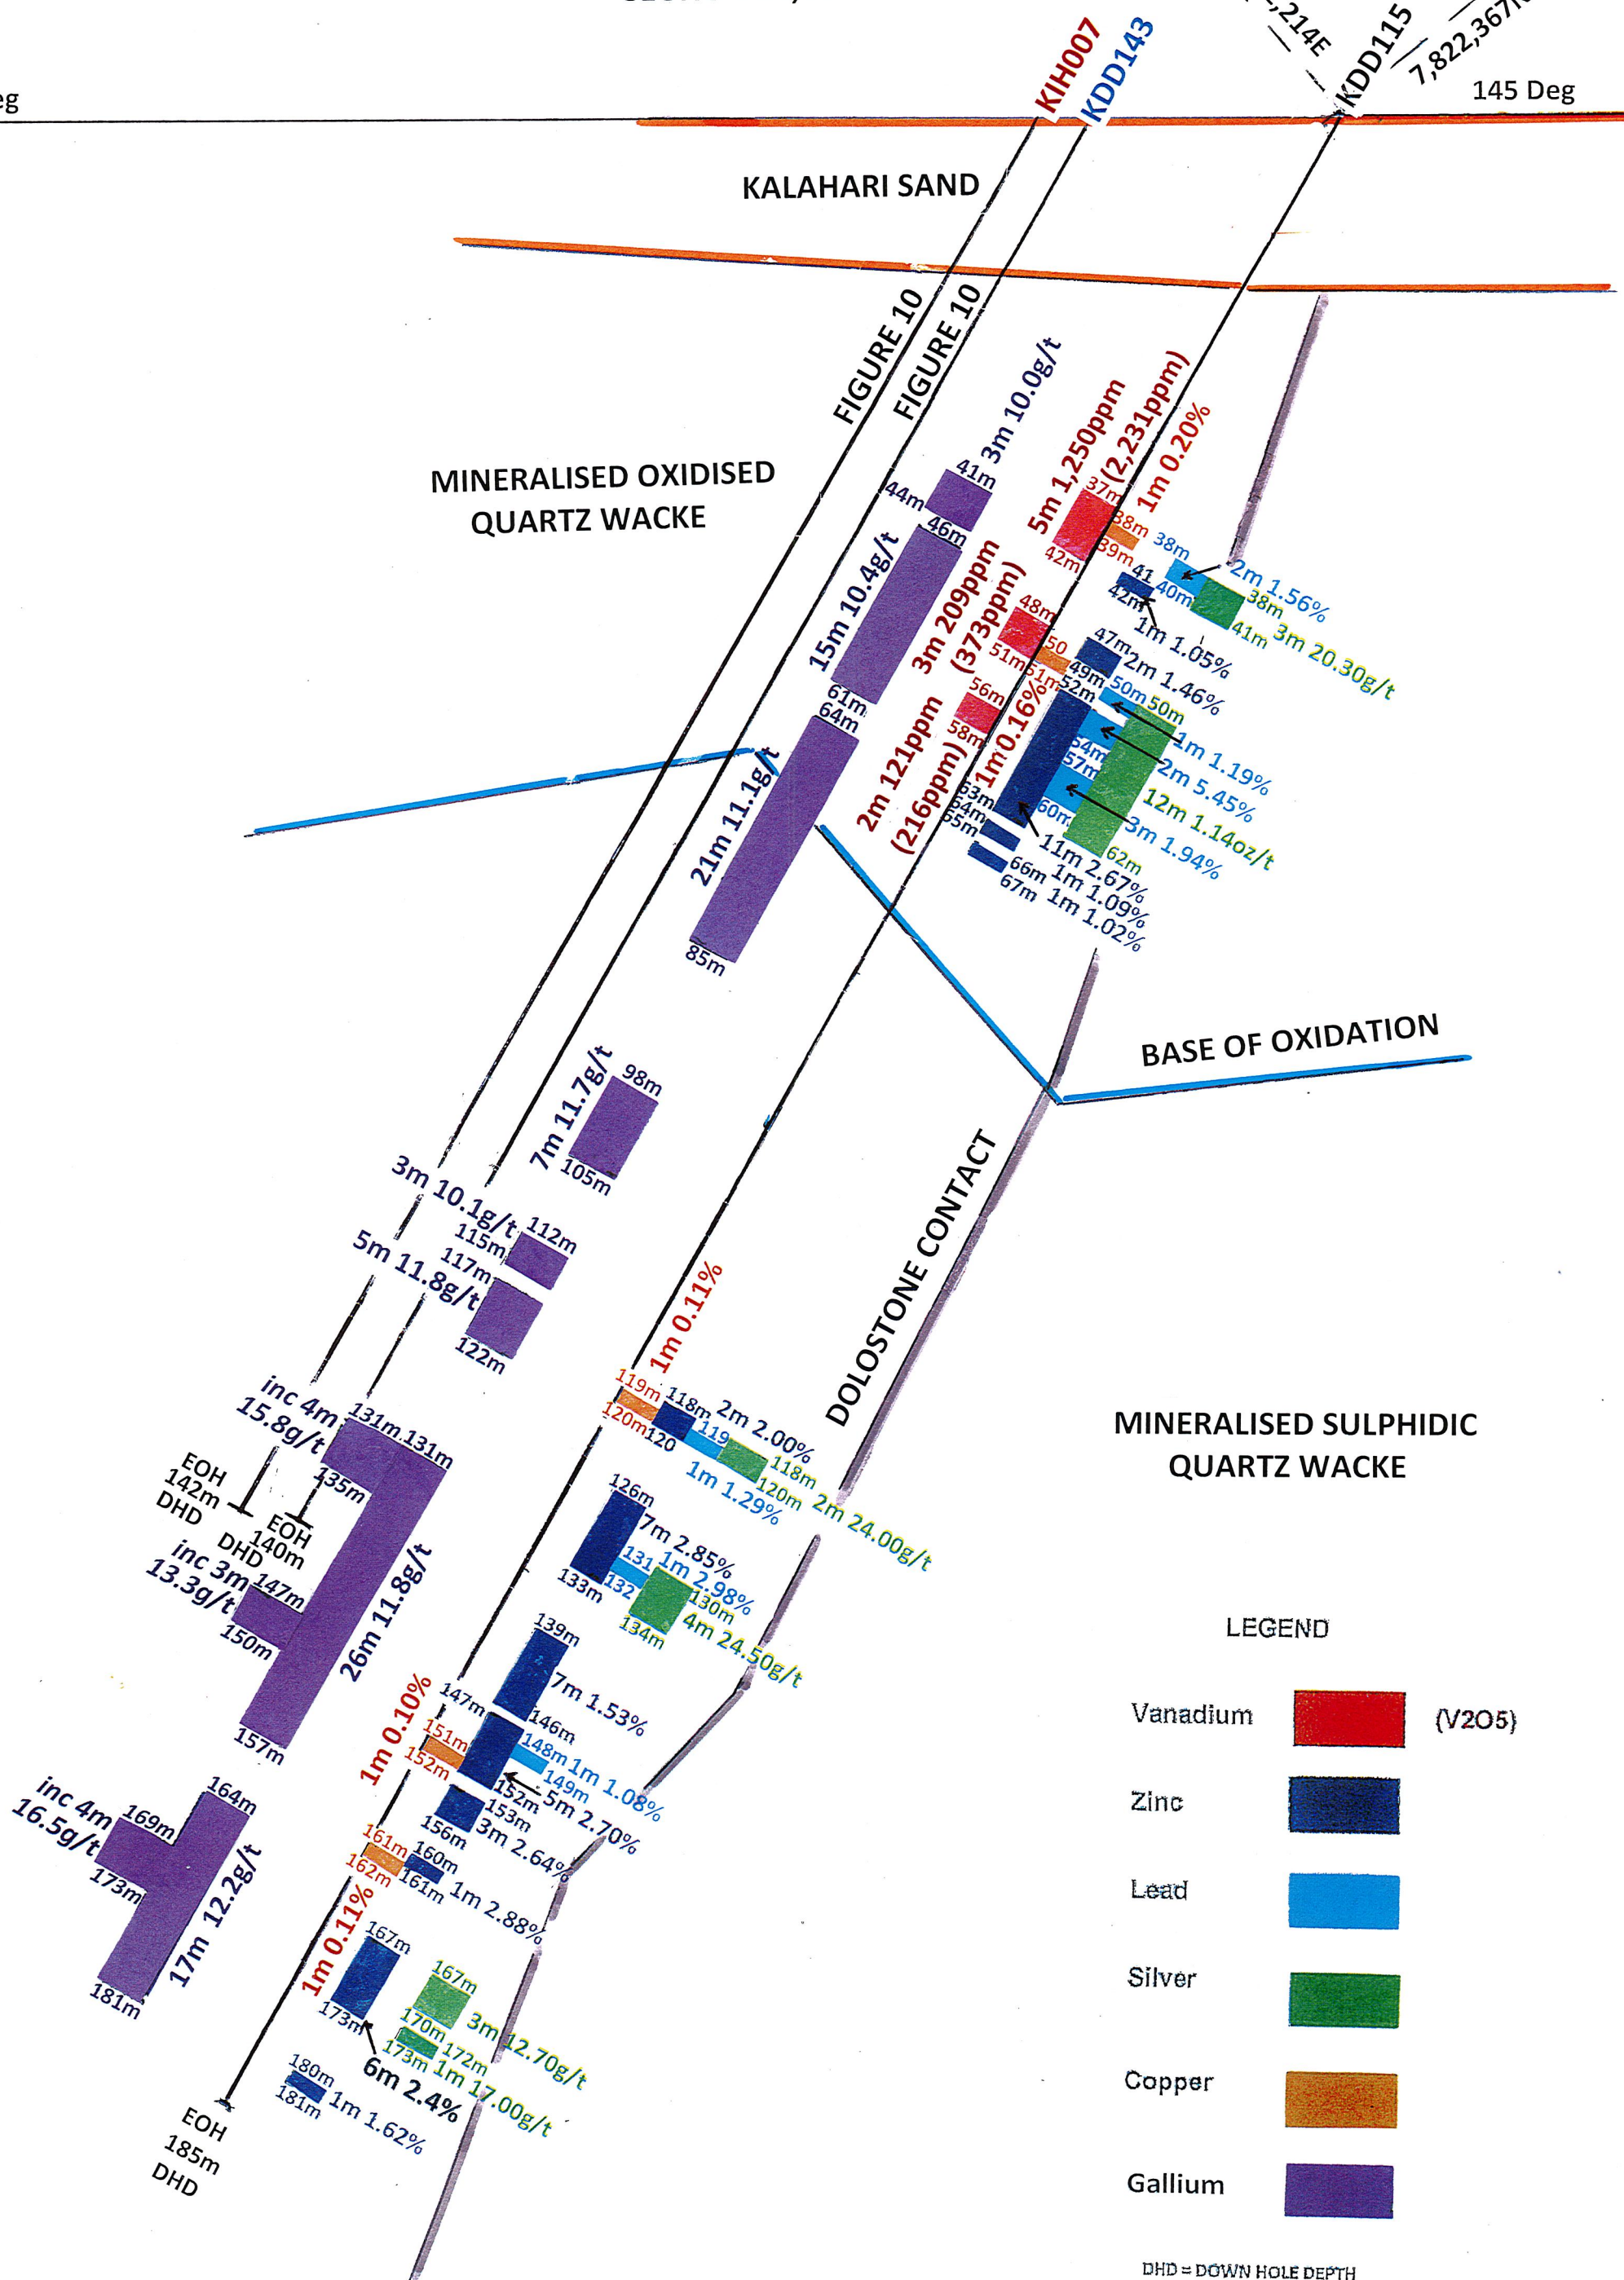 KIH007
KDD143
,214E
KDD115
7,822,367
145 Deg
KALAHARI SAND
FIGURE 10
FIGURE 10
MINERALISED OXIDISED
QUARTZ WACKE
3m 10.0g/t
41m
44m
46m
15m 10.4g/t
61m
64m
21m 11.1g/t
85m
5m 1,250ppm
(2,231ppm)
37m
42m
1m 0.20%
38m
39m
38m
40m
2m 1.56%
41
42m
1m 1.05%
38m
41m
3m 20.30g/t
3m 209ppm
(373ppm)
48m
51m
50
51m
1m 0.16%
47m
49m
2m 1.46%
2m 121ppm
(216ppm)
56m
58m
52m
63m
11m 2.67%
50m
1m 1.19%
54m
2m 5.45%
57m
60m
3m 1.94%
50m
62m
12m 1.14oz/t
64m
65m
66m 1m 1.09%
67m 1m 1.02%
BASE OF OXIDATION
7m 11.7g/t
98m
105m
3m 10.1g/t
112m
115m
5m 11.8g/t
117m
122m
DOLOSTONE CONTACT
1m 0.11%
119m
120m
118m
120
2m 2.00%
119
1m 1.29%
118m
120m
2m 24.00g/t
MINERALISED SULPHIDIC
QUARTZ WACKE
inc 4m
15.8g/t
131m
135m
131m
26m 11.8g/t
157m
EOH
142m
DHD
EOH
140m
DHD
inc 3m
13.3g/t
147m
150m
126m
133m
7m 2.85%
131
132
1m 2.98%
130m
134m
4m 24.50g/t
139m
146m
7m 1.53%
1m 0.10%
151m
152m
147m
152m
5m 2.70%
148m
149m
1m 1.08%
153m
156m
3m 2.64%
inc 4m
16.5g/t
169m
173m
164m
17m 12.2g/t
181m
161m
162m
1m 0.11%
160m
161m
1m 2.88%
167m
173m
6m 2.4%
167m
170m
3m 12.70g/t
172m
173m
1m 17.00g/t
180m
181m
1m 1.62%
EOH
185m
DHD
LEGEND
Vanadium (V2O5)
Zinc
Lead
Silver
Copper
Gallium
DHD = DOWN HOLE DEPTH